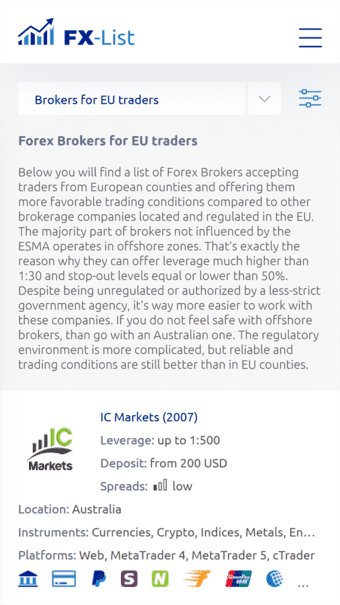 FX-List
Brokers for EU traders
Forex Brokers for EU traders
Below you will find a list of Forex Brokers accepting
traders from European counties and offering them
more favorable trading conditions compared to other
brokerage companies located and regulated in the EU.
The majority part of brokers not influenced by the
ESMA operates in offshore zones. That's exactly the
reason why they can offer leverage much higher than
1:30 and stop-out levels equal or lower than 50%.
Despite being unregulated or authorized by a less-strict
government agency, it's way more easier to work with
these companies. If you do not feel safe with offshore
brokers, than go with an Australian one. The regulatory
environment is more complicated, but reliable and
trading conditions are still better than in EU counties.
IC Markets
IC Markets (2007)
Leverage: up to 1:500
Deposit: from 200 USD
Spreads: low
Location: Australia
Instruments: Currencies, Crypto, Indices, Metals, En...
Platforms: Web, MetaTrader 4, MetaTrader 5, cTrader
...